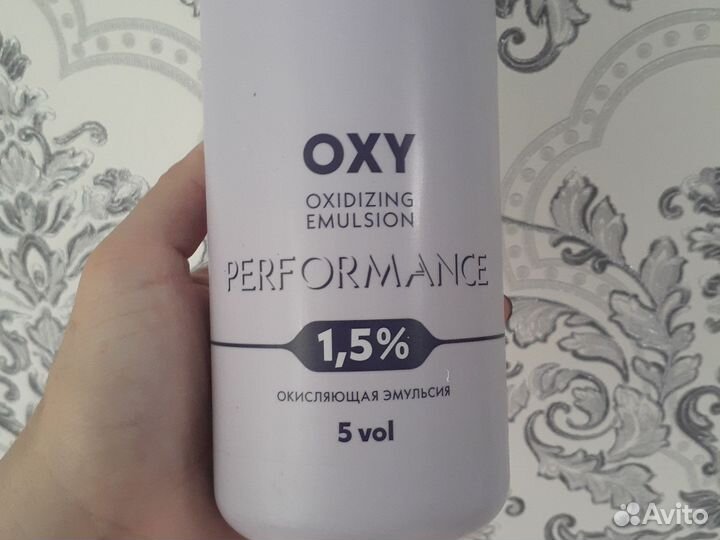 OXY
OXIDIZING
EMULSION
PERFORMANCE
1,5%
ОКИСЛЯЮЩАЯ ЭМУЛЬСИЯ
5 vol
Avito